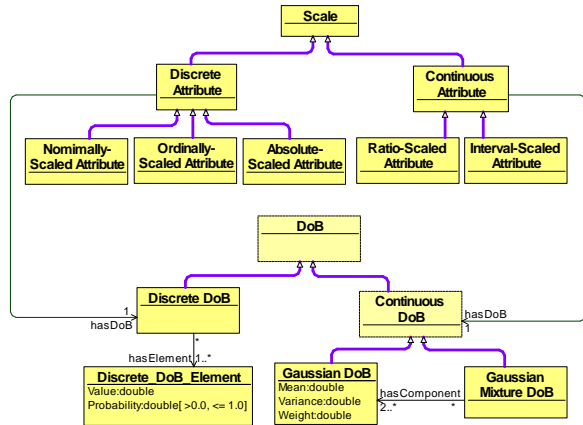 Scale
Discrete
Attribute
Continuous
Attribute
Nomimally-
Scaled Attribute
Ordinally-
Scaled Attribute
Absolute-
Scaled Attribute
Ratio-Scaled
Attribute
Interval-Scaled
Attribute
DoB
1
hasDoB
Discrete DoB
Continuous
DoB
hasDoB
1
*
hasElement 1..*
Discrete_DoB_Element
Value:double
Probability:double[ >0.0, <= 1.0]
Gaussian DoB
Mean:double
Variance:double
Weight:double
hasComponent
2..*
*
Gaussian
Mixture DoB